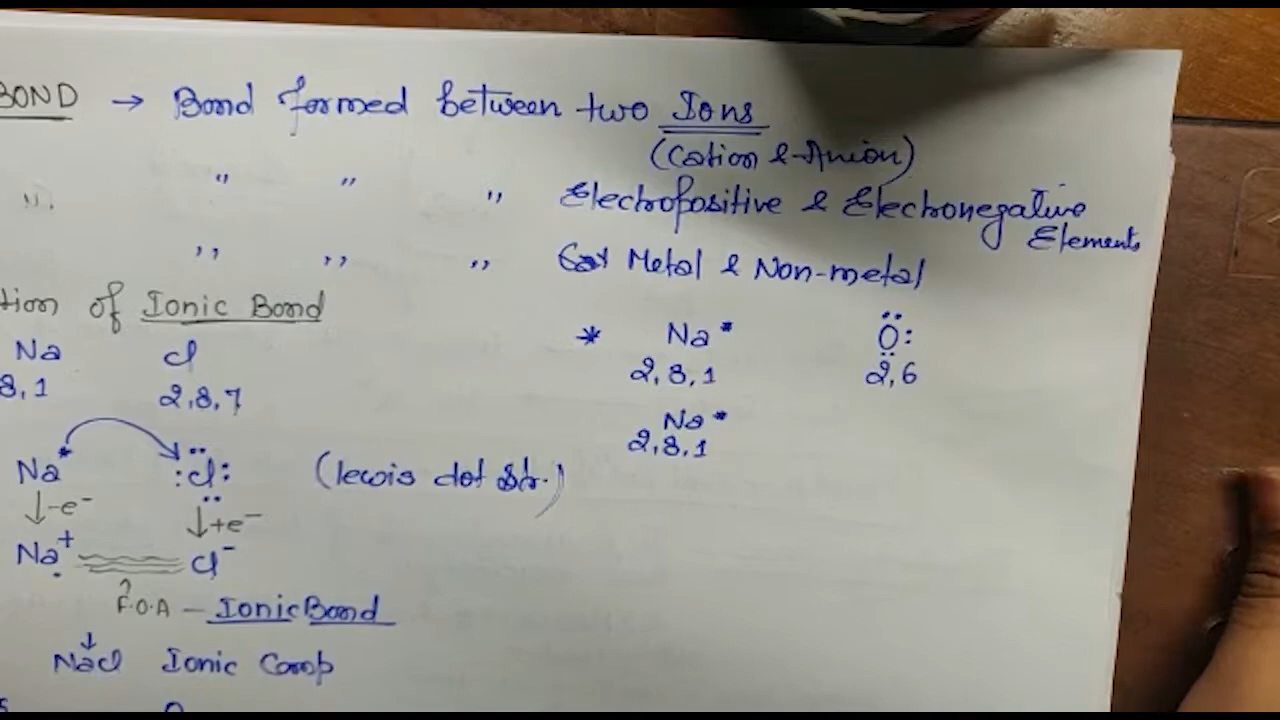 BOND → Bond formed between two Ions
(Cation & Anion)
" " " Electropositive & Electronegative
Elements
,, ,, ,, Metal & Non-metal
tion of Ionic Bond
Na Cl
8,1 2,8,7
* Na* :Ö:
2,8,1 2,6
Na*
2,8,1
Na* :Cl: (lewis dot str.)
↓-e⁻ ↓+e⁻
Na⁺ Cl⁻
F.O.A – Ionic Bond
↓
NaCl Ionic Comp